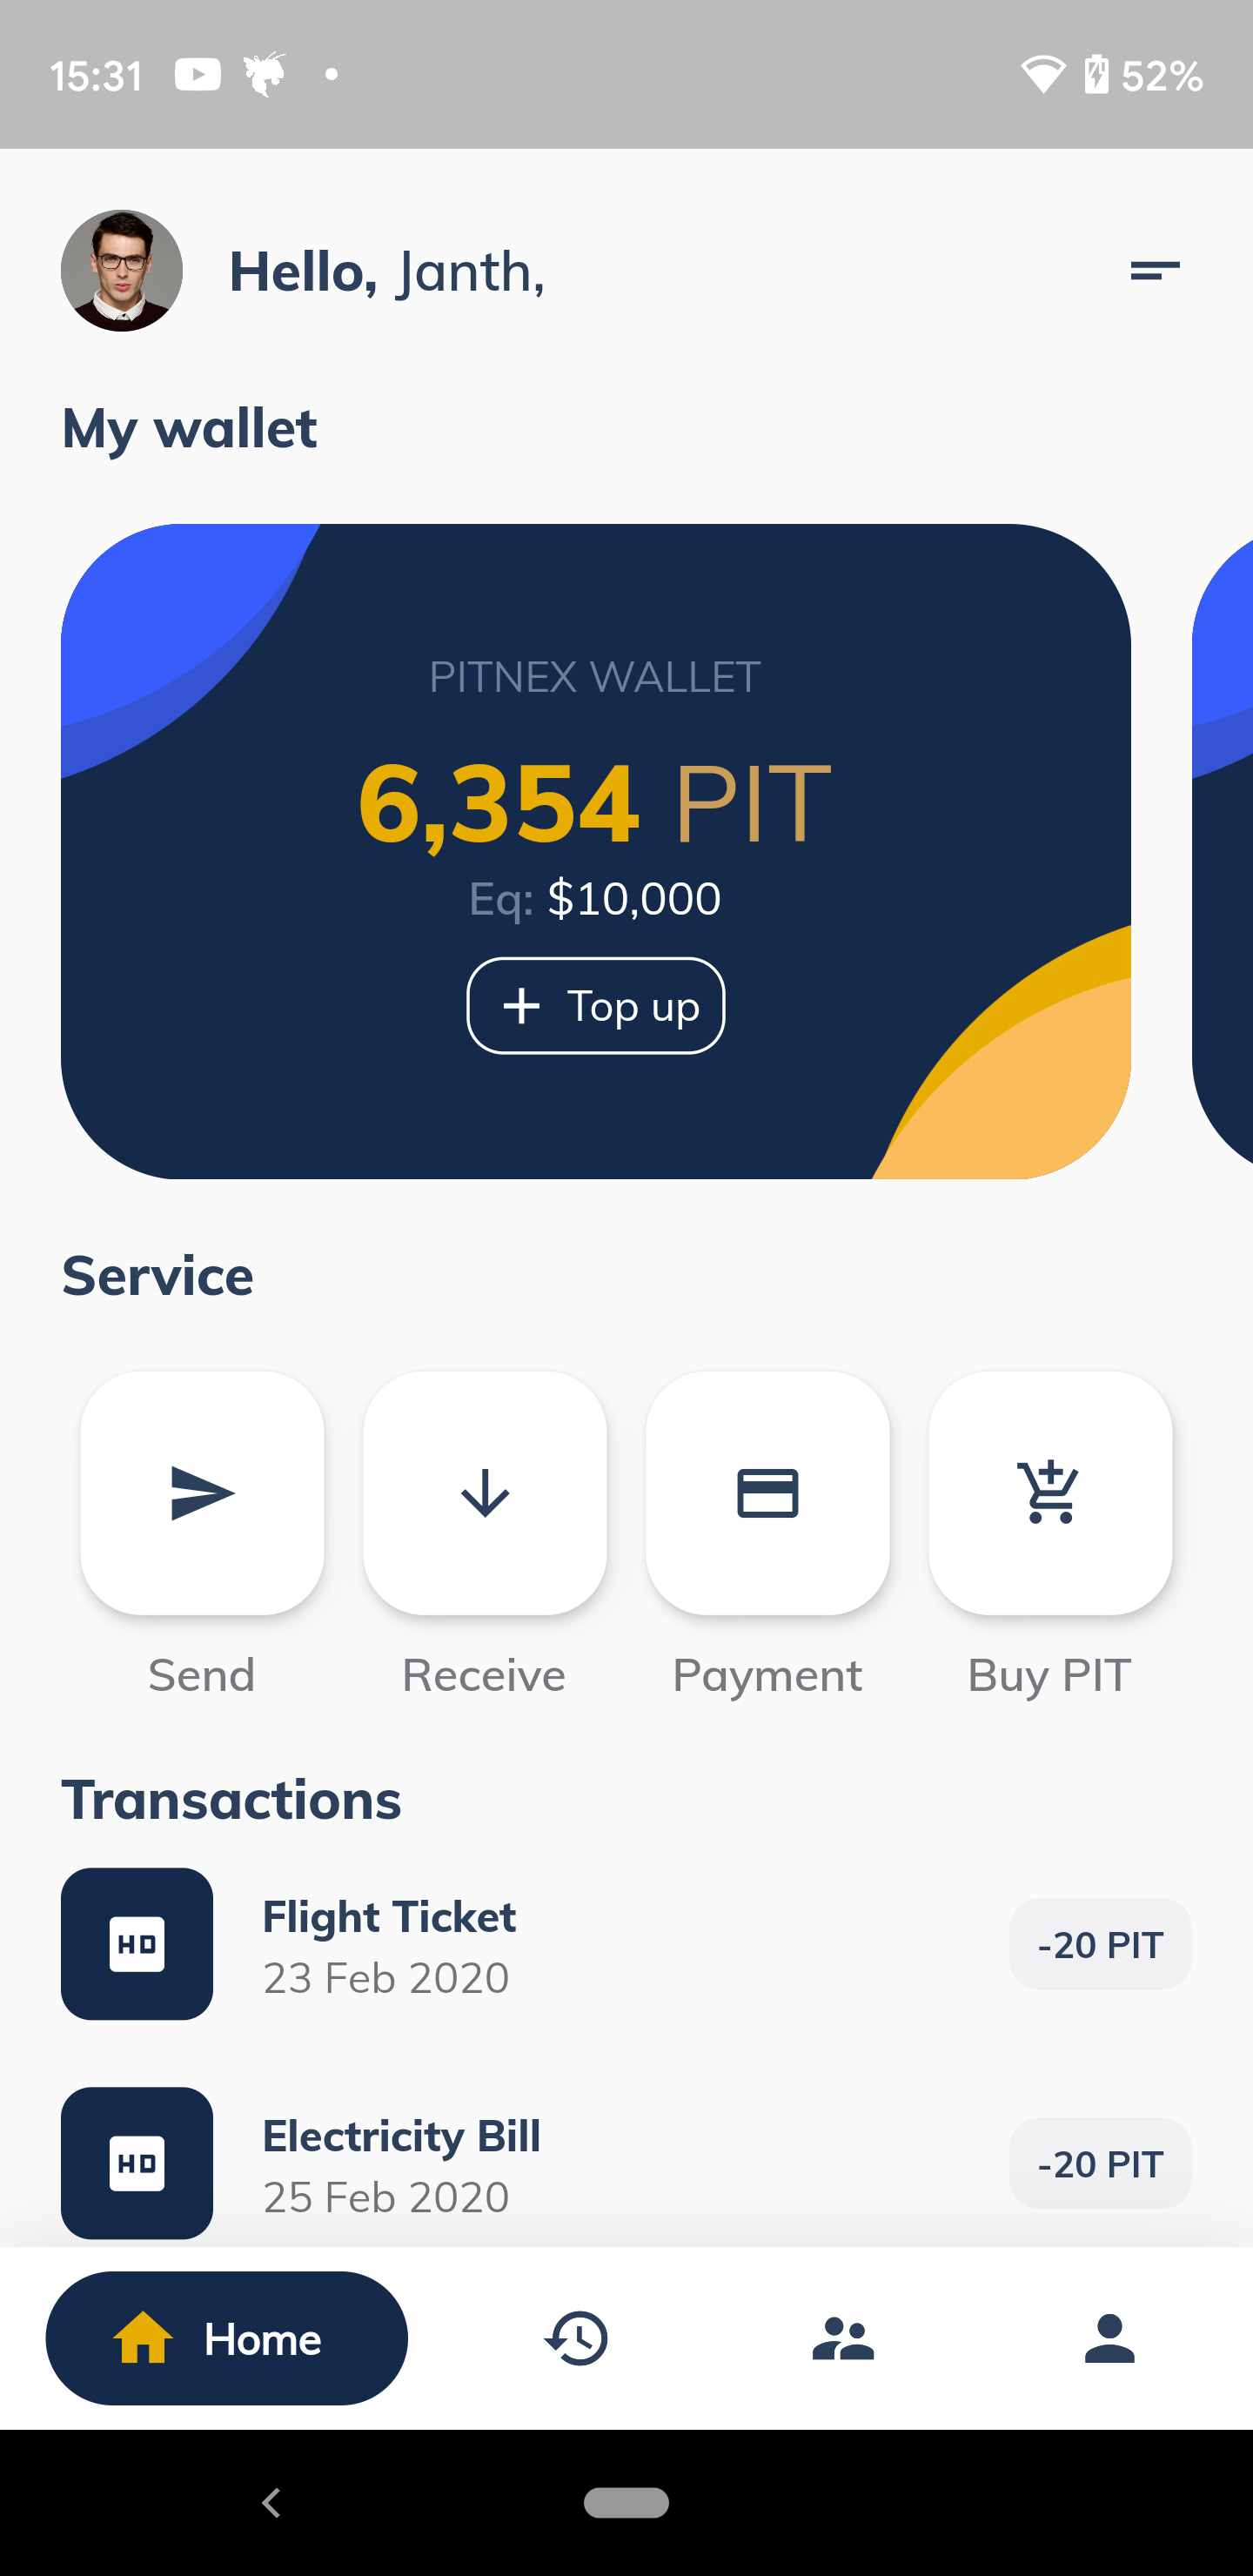 15:31 52%
Hello, Janth,
My wallet
PITNEX WALLET
6,354 PIT
Eq: $10,000
Top up
Service
Send Receive Payment Buy PIT
Transactions
HD Flight Ticket -20 PIT
23 Feb 2020
HD Electricity Bill -20 PIT
25 Feb 2020
Home